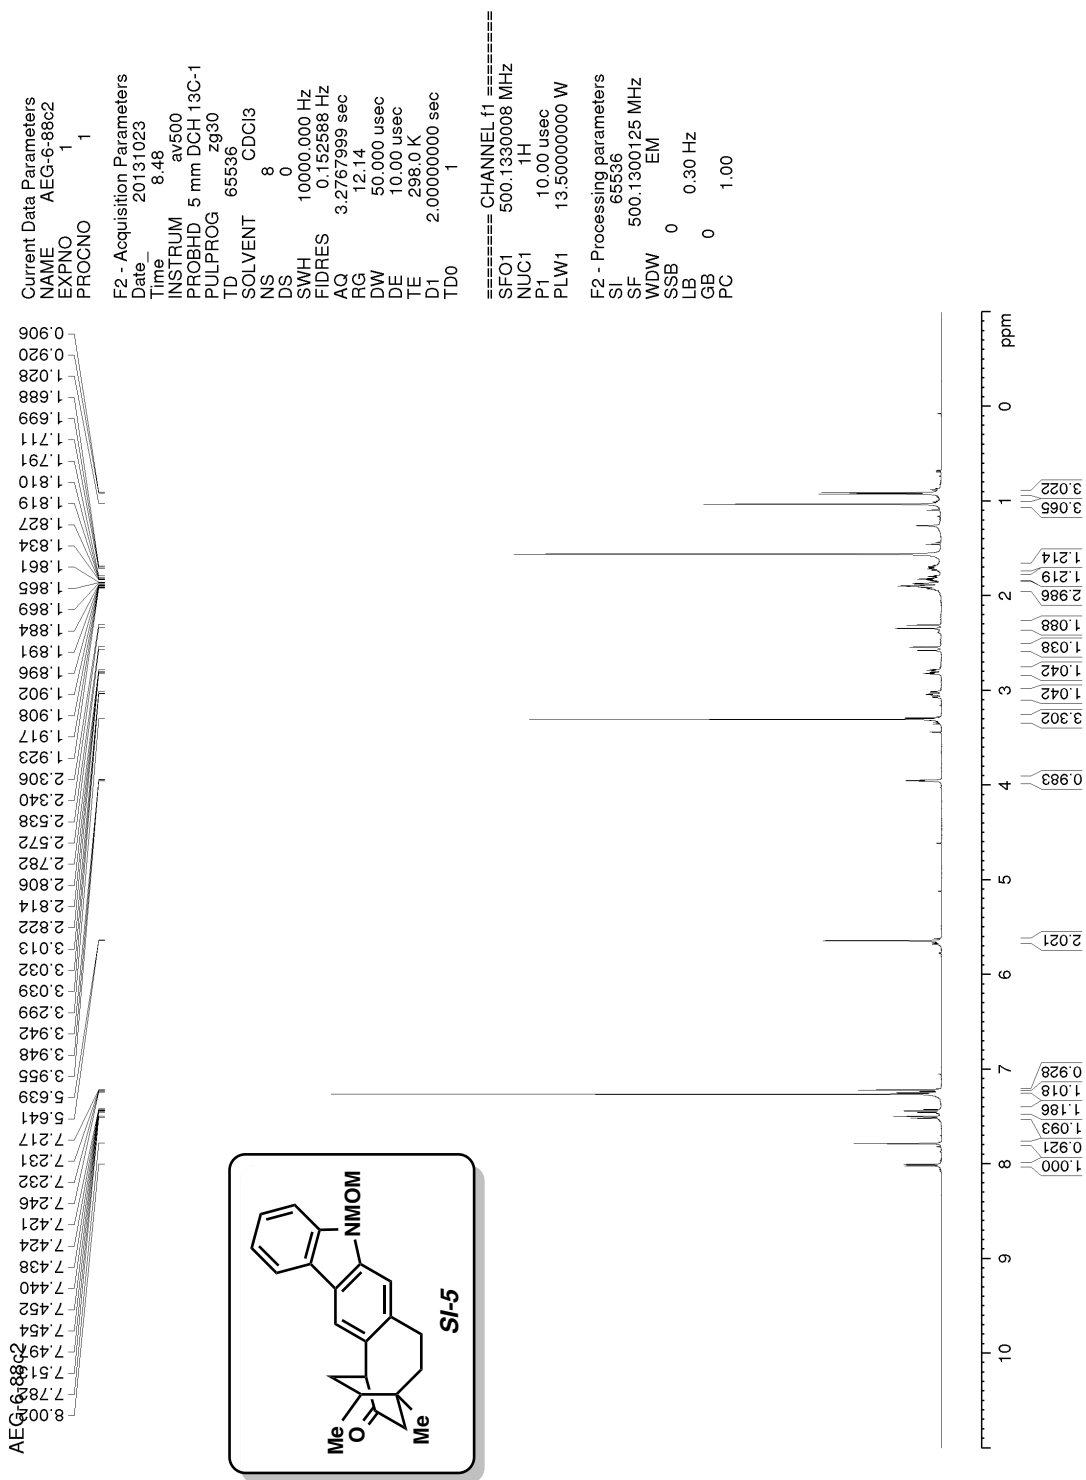 AEG-6-88c2
8.002
7.782
7.497
7.454
7.452
7.440
7.438
7.424
7.421
7.246
7.232
7.231
7.217
5.641
5.639
3.955
3.948
3.942
3.299
3.039
3.032
3.013
2.822
2.814
2.806
2.782
2.572
2.538
2.340
2.306
1.923
1.917
1.908
1.902
1.896
1.891
1.884
1.869
1.865
1.861
1.834
1.827
1.819
1.810
1.791
1.711
1.699
1.688
1.028
0.920
0.906
Current Data Parameters
NAME AEG-6-88c2
EXPNO 1
PROCNO 1
F2 - Acquisition Parameters
Date_ 20131023
Time 8.48
INSTRUM av500
PROBHD 5 mm DCH 13C-1
PULPROG zg30
TD 65536
SOLVENT CDCl3
NS 8
DS 0
SWH 10000.000 Hz
FIDRES 0.152588 Hz
AQ 3.2767999 sec
RG 12.14
DW 50.000 usec
DE 10.00 usec
TE 298.0 K
D1 2.00000000 sec
TD0 1
======== CHANNEL f1 ========
SFO1 500.1330008 MHz
NUC1 1H
P1 10.00 usec
PLW1 13.50000000 W
F2 - Processing parameters
SI 65536
SF 500.1300125 MHz
WDW EM
SSB 0
LB 0.30 Hz
GB 0
PC 1.00
Me
O
Me
NMOM
SI-5
10 9 8 7 6 5 4 3 2 1 0 ppm
1.000
0.921
1.093
1.186
1.018
0.928
2.021
0.983
3.302
1.042
1.042
1.038
1.088
2.986
1.219
1.214
3.065
3.022